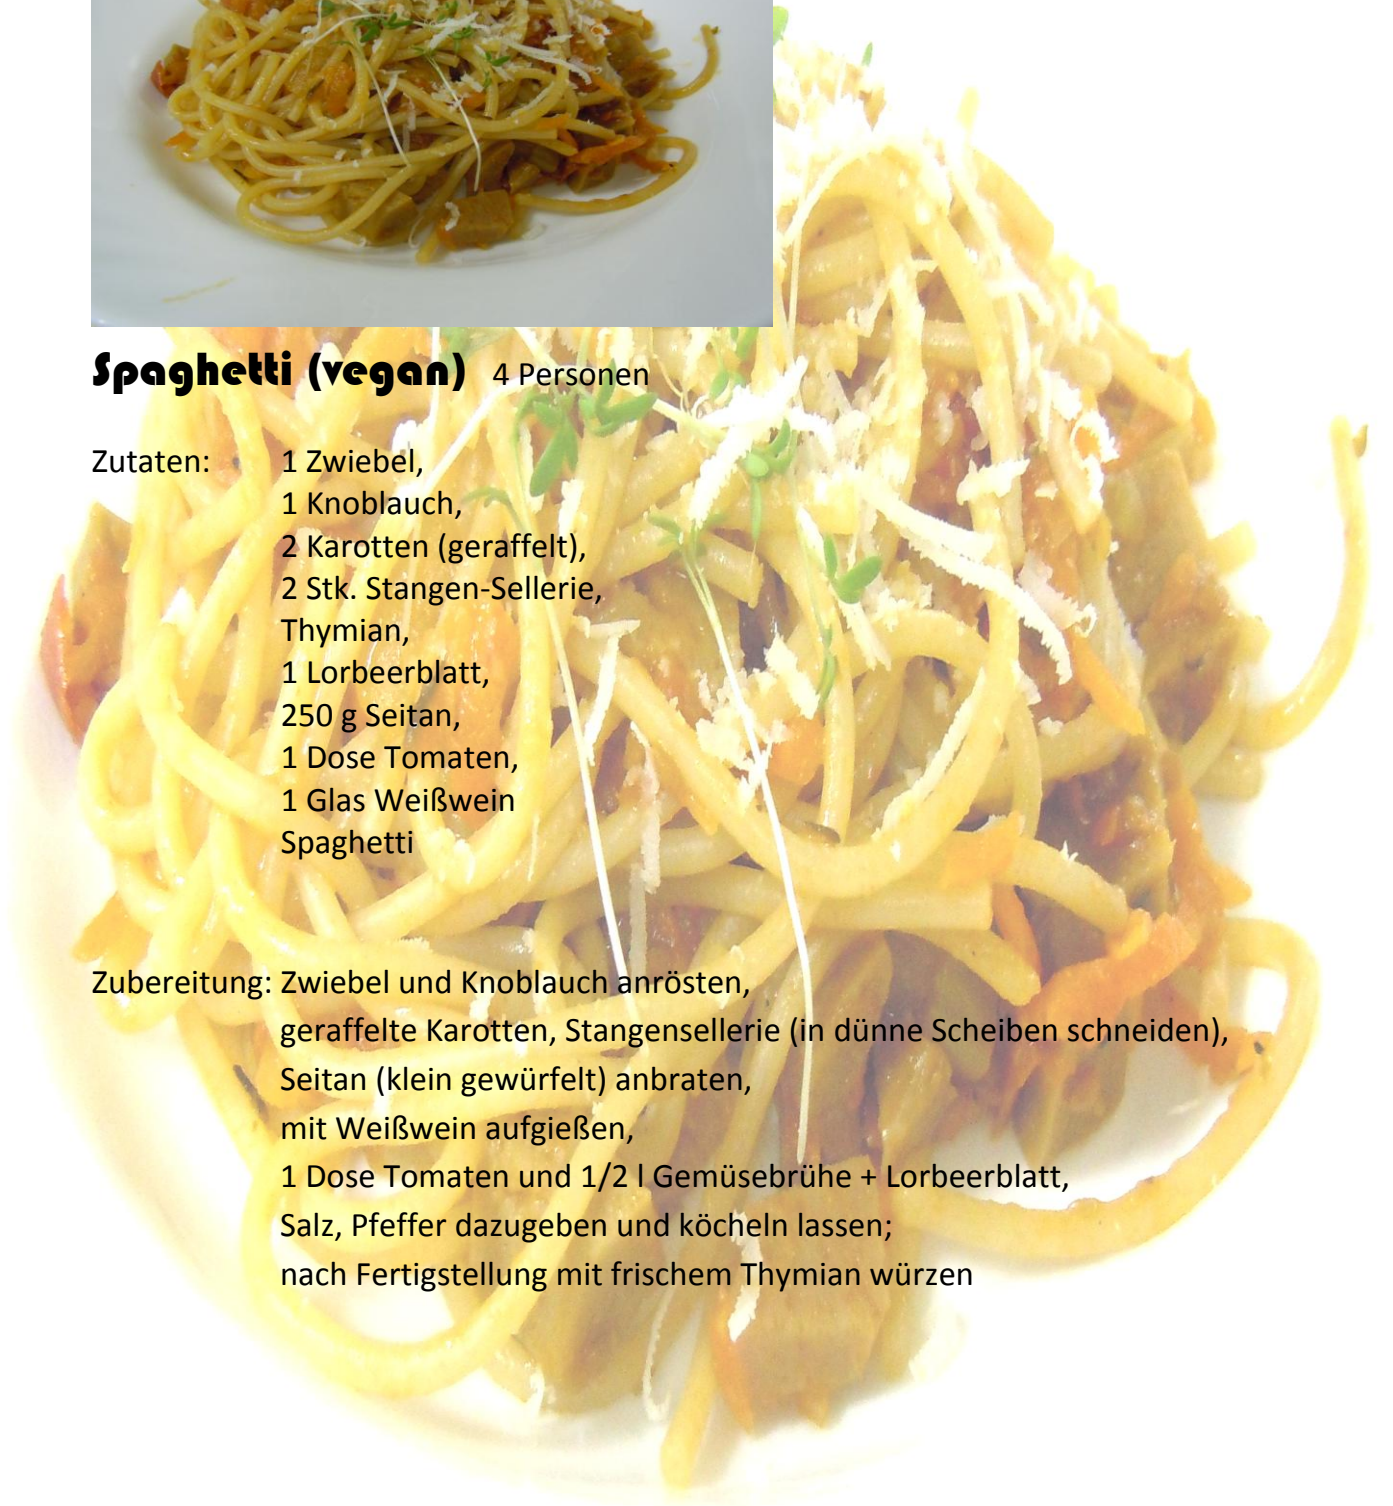 Spaghetti (vegan) 4 Personen
Zutaten: 1 Zwiebel,
1 Knoblauch,
2 Karotten (geraffelt),
2 Stk. Stangen-Sellerie,
Thymian,
1 Lorbeerblatt,
250 g Seitan,
1 Dose Tomaten,
1 Glas Weißwein
Spaghetti
Zubereitung: Zwiebel und Knoblauch anrösten,
geraffelte Karotten, Stangensellerie (in dünne Scheiben schneiden),
Seitan (klein gewürfelt) anbraten,
mit Weißwein aufgießen,
1 Dose Tomaten und 1/2 l Gemüsebrühe + Lorbeerblatt,
Salz, Pfeffer dazugeben und köcheln lassen;
nach Fertigstellung mit frischem Thymian würzen